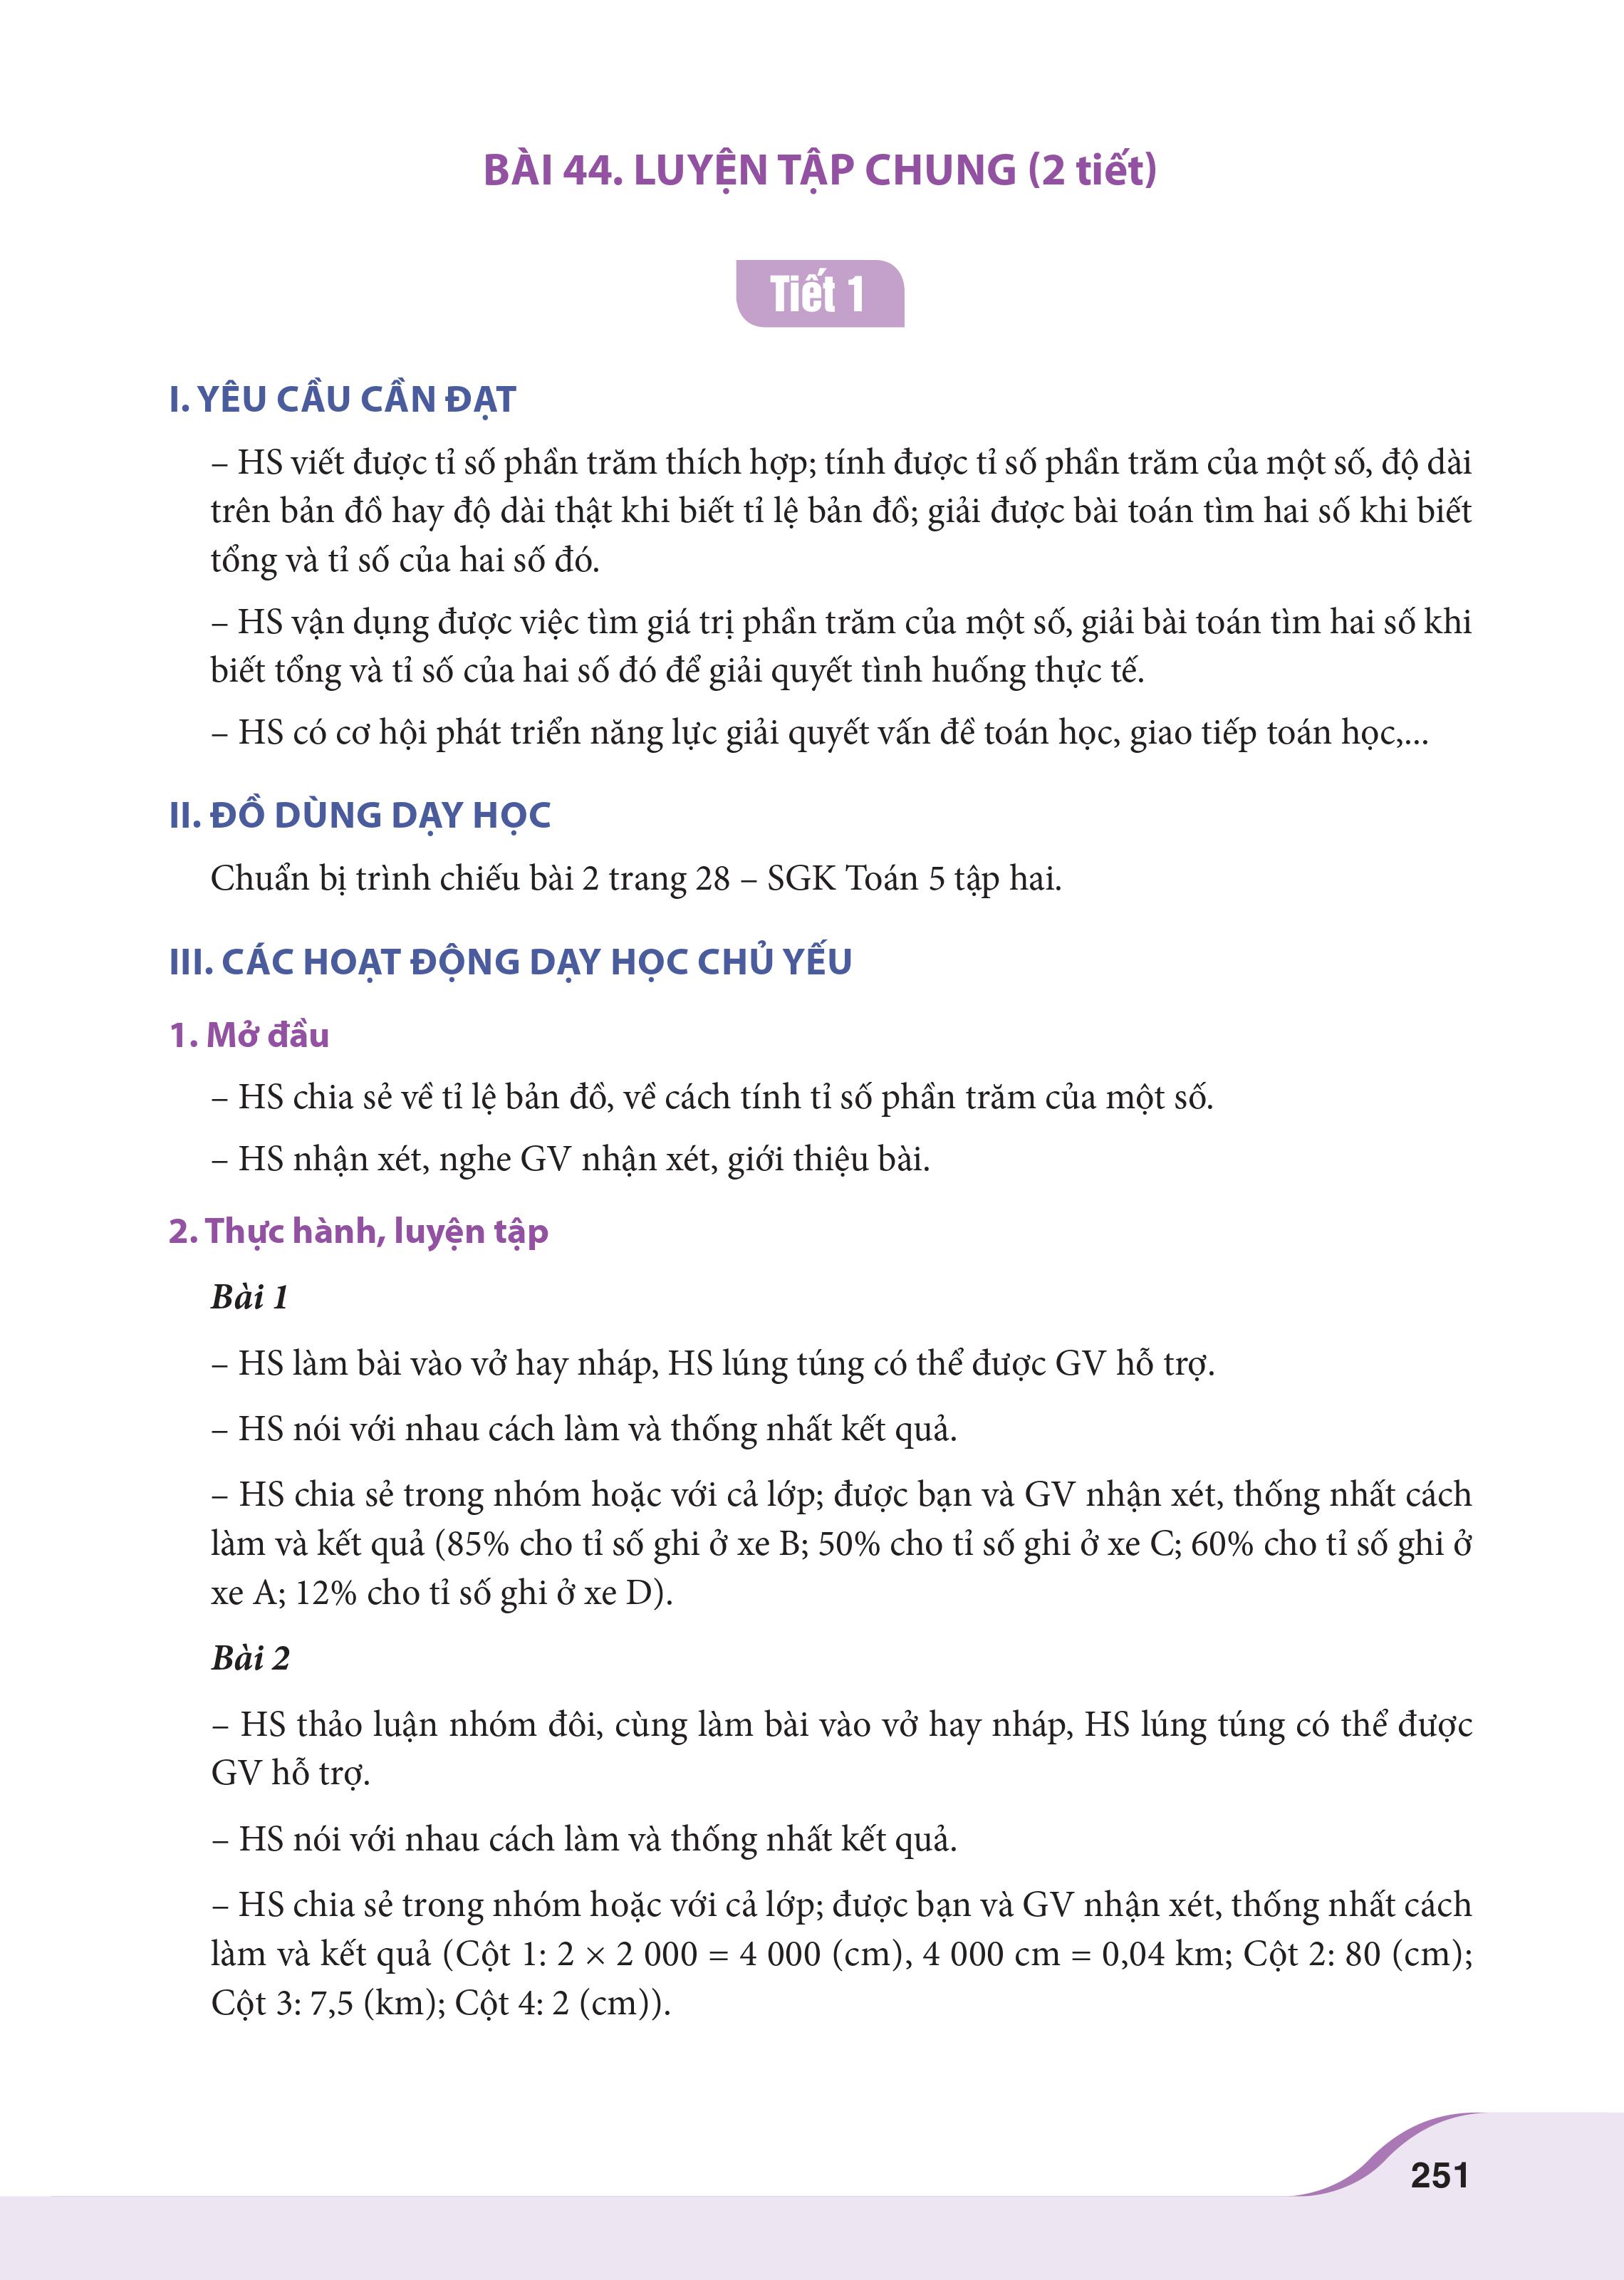 BÀI 44. LUYỆN TẬP CHUNG (2 tiết)
Tiết 1
I. YÊU CẦU CẦN ĐẠT
– HS viết được tỉ số phần trăm thích hợp; tính được tỉ số phần trăm của một số, độ dài
trên bản đồ hay độ dài thật khi biết tỉ lệ bản đồ; giải được bài toán tìm hai số khi biết
tổng và tỉ số của hai số đó.
– HS vận dụng được việc tìm giá trị phần trăm của một số, giải bài toán tìm hai số khi
biết tổng và tỉ số của hai số đó để giải quyết tình huống thực tế.
– HS có cơ hội phát triển năng lực giải quyết vấn đề toán học, giao tiếp toán học,...
II. ĐỒ DÙNG DẠY HỌC
Chuẩn bị trình chiếu bài 2 trang 28 – SGK Toán 5 tập hai.
III. CÁC HOẠT ĐỘNG DẠY HỌC CHỦ YẾU
1. Mở đầu
– HS chia sẻ về tỉ lệ bản đồ, về cách tính tỉ số phần trăm của một số.
– HS nhận xét, nghe GV nhận xét, giới thiệu bài.
2. Thực hành, luyện tập
Bài 1
– HS làm bài vào vở hay nháp, HS lúng túng có thể được GV hỗ trợ.
– HS nói với nhau cách làm và thống nhất kết quả.
– HS chia sẻ trong nhóm hoặc với cả lớp; được bạn và GV nhận xét, thống nhất cách
làm và kết quả (85% cho tỉ số ghi ở xe B; 50% cho tỉ số ghi ở xe C; 60% cho tỉ số ghi ở
xe A; 12% cho tỉ số ghi ở xe D).
Bài 2
– HS thảo luận nhóm đôi, cùng làm bài vào vở hay nháp, HS lúng túng có thể được
GV hỗ trợ.
– HS nói với nhau cách làm và thống nhất kết quả.
– HS chia sẻ trong nhóm hoặc với cả lớp; được bạn và GV nhận xét, thống nhất cách
làm và kết quả (Cột 1: 2 × 2 000 = 4 000 (cm), 4 000 cm = 0,04 km; Cột 2: 80 (cm);
Cột 3: 7,5 (km); Cột 4: 2 (cm)).
251